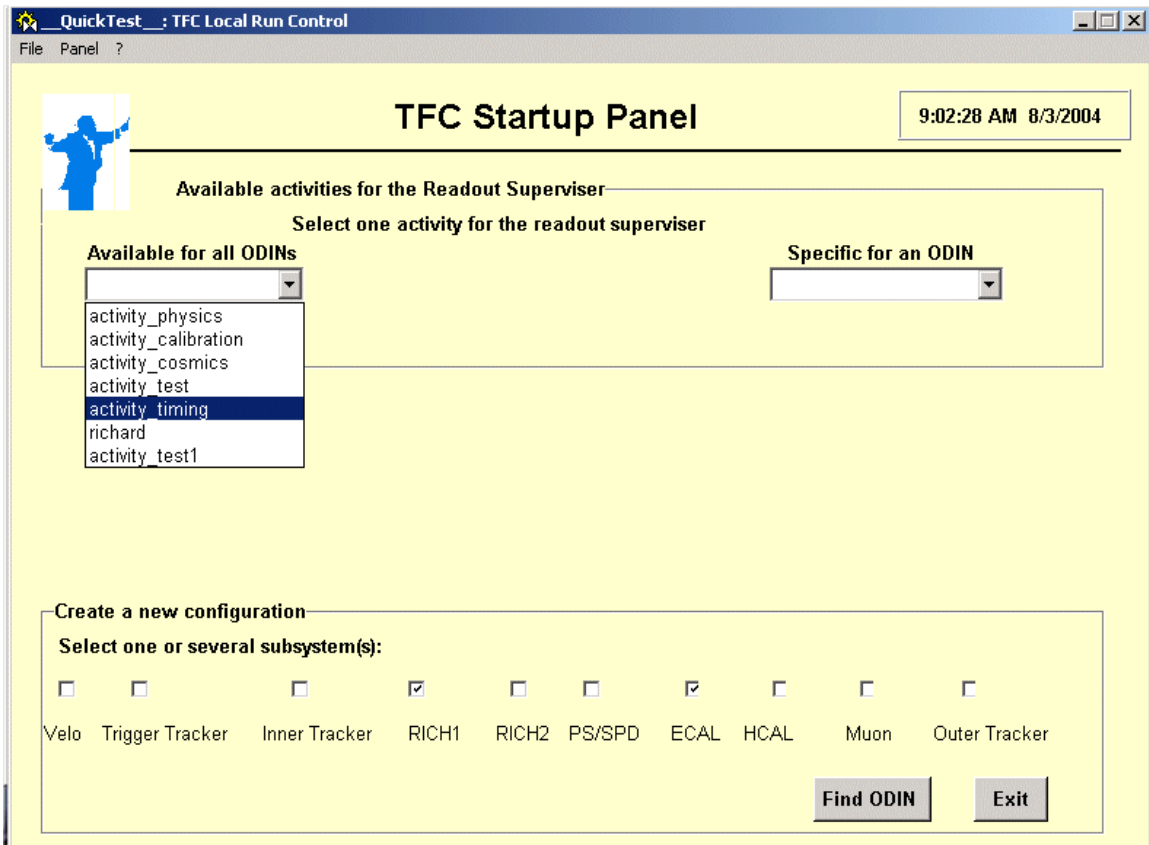 __QuickTest__: TFC Local Run Control
File Panel ?
TFC Startup Panel
9:02:28 AM 8/3/2004
Available activities for the Readout Superviser
Select one activity for the readout superviser
Available for all ODINs
Specific for an ODIN
activity_physics
activity_calibration
activity_cosmics
activity_test
activity_timing
richard
activity_test1
Create a new configuration
Select one or several subsystem(s):
Velo Trigger Tracker Inner Tracker RICH1 RICH2 PS/SPD ECAL HCAL Muon Outer Tracker
Find ODIN Exit